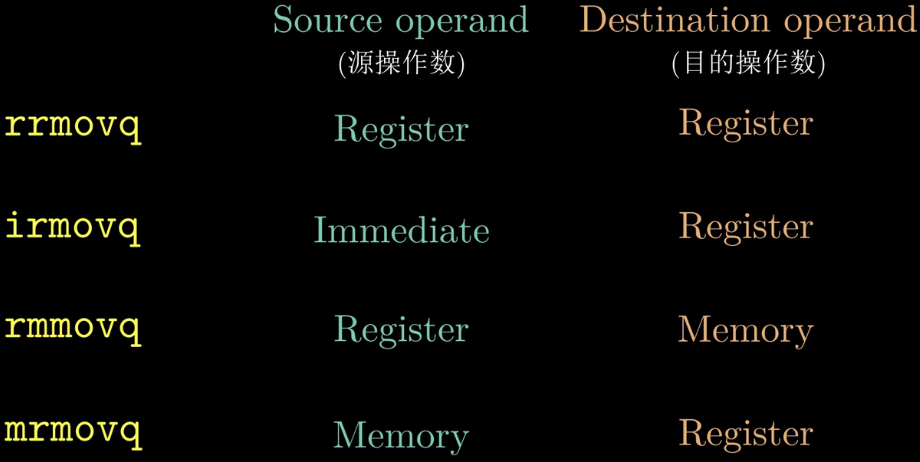 Source operand Destination operand
(源操作数) (目的操作数)
rrmovq Register Register
irmovq Immediate Register
rmmovq Register Memory
mrmovq Memory Register